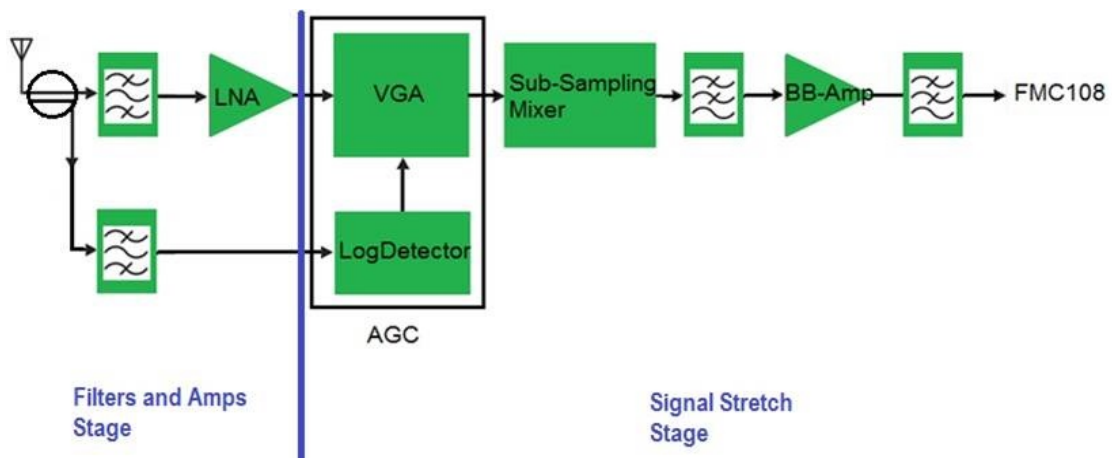 LNA
VGA
Sub-Sampling
Mixer
BB-Amp
FMC108
LogDetector
AGC
Filters and Amps
Stage
Signal Stretch
Stage